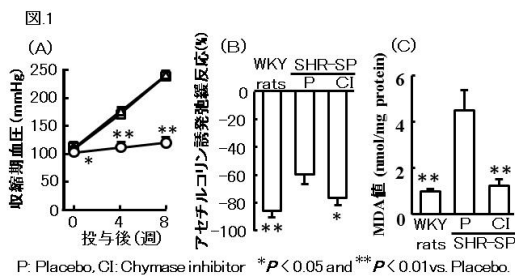 図.1
(A)
収縮期血圧 (mmHg)
250
200
150
100
50
0
*
**
**
0 4 8
投与後 (週)
(B)
アセチルコリン誘発弛緩反応(%)
WKY SHR-SP
rats P CI
0
-20
-40
-60
-80
-100
**
*
(C)
MDA値 (nmol/mg protein)
6
4
2
0
**
**
WKY P CI
rats SHR-SP
P: Placebo, CI: Chymase inhibitor *P<0.05 and **P<0.01 vs. Placebo.